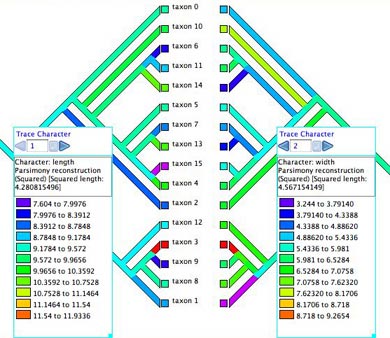 taxon 0
taxon 10
taxon 6
taxon 11
taxon 14
taxon 5
taxon 7
taxon 13
taxon 15
taxon 4
taxon 2
taxon 12
taxon 3
taxon 9
taxon 8
taxon 1
Trace Character
1
Character: length
Parsimony reconstruction
(Squared) [Squared length:
4.280815496]
7.604 to 7.9976
7.9976 to 8.3912
8.3912 to 8.7848
8.7848 to 9.1784
9.1784 to 9.572
9.572 to 9.9656
9.9656 to 10.3592
10.3592 to 10.7528
10.7528 to 11.1464
11.1464 to 11.54
11.54 to 11.9336
Trace Character
2
Character: width
Parsimony reconstruction
(Squared) [Squared length:
4.567154149]
3.244 to 3.79140
3.79140 to 4.3388
4.3388 to 4.88620
4.88620 to 5.4336
5.4336 to 5.981
5.981 to 6.5284
6.5284 to 7.0758
7.0758 to 7.62320
7.62320 to 8.1706
8.1706 to 8.718
8.718 to 9.2654